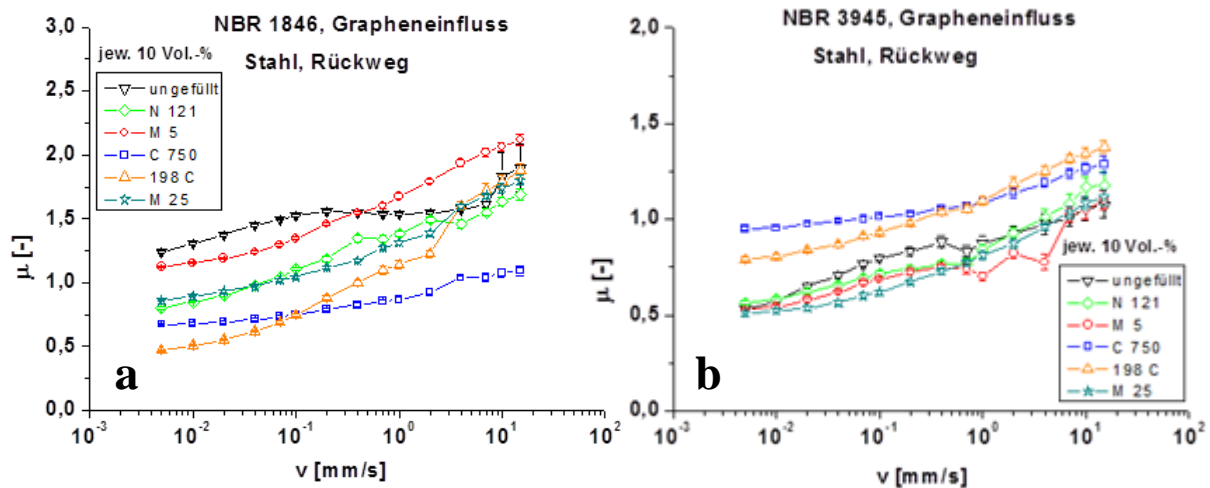 NBR 1846, Grapheneinfluss
jew. 10 Vol.-%
Stahl, Rückweg
ungefüllt
N 121
M 5
C 750
198 C
M 25
3,0
2,5
2,0
1,5
1,0
0,5
0,0
μ [-]
a
10⁻³ 10⁻² 10⁻¹ 10⁰ 10¹ 10²
v [mm/s]
NBR 3945, Grapheneinfluss
Stahl, Rückweg
2,0
1,5
1,0
0,5
0,0
μ [-]
jew. 10 Vol.-%
ungefüllt
N 121
M 5
C 750
198 C
M 25
b
10⁻³ 10⁻² 10⁻¹ 10⁰ 10¹ 10²
v [mm/s]